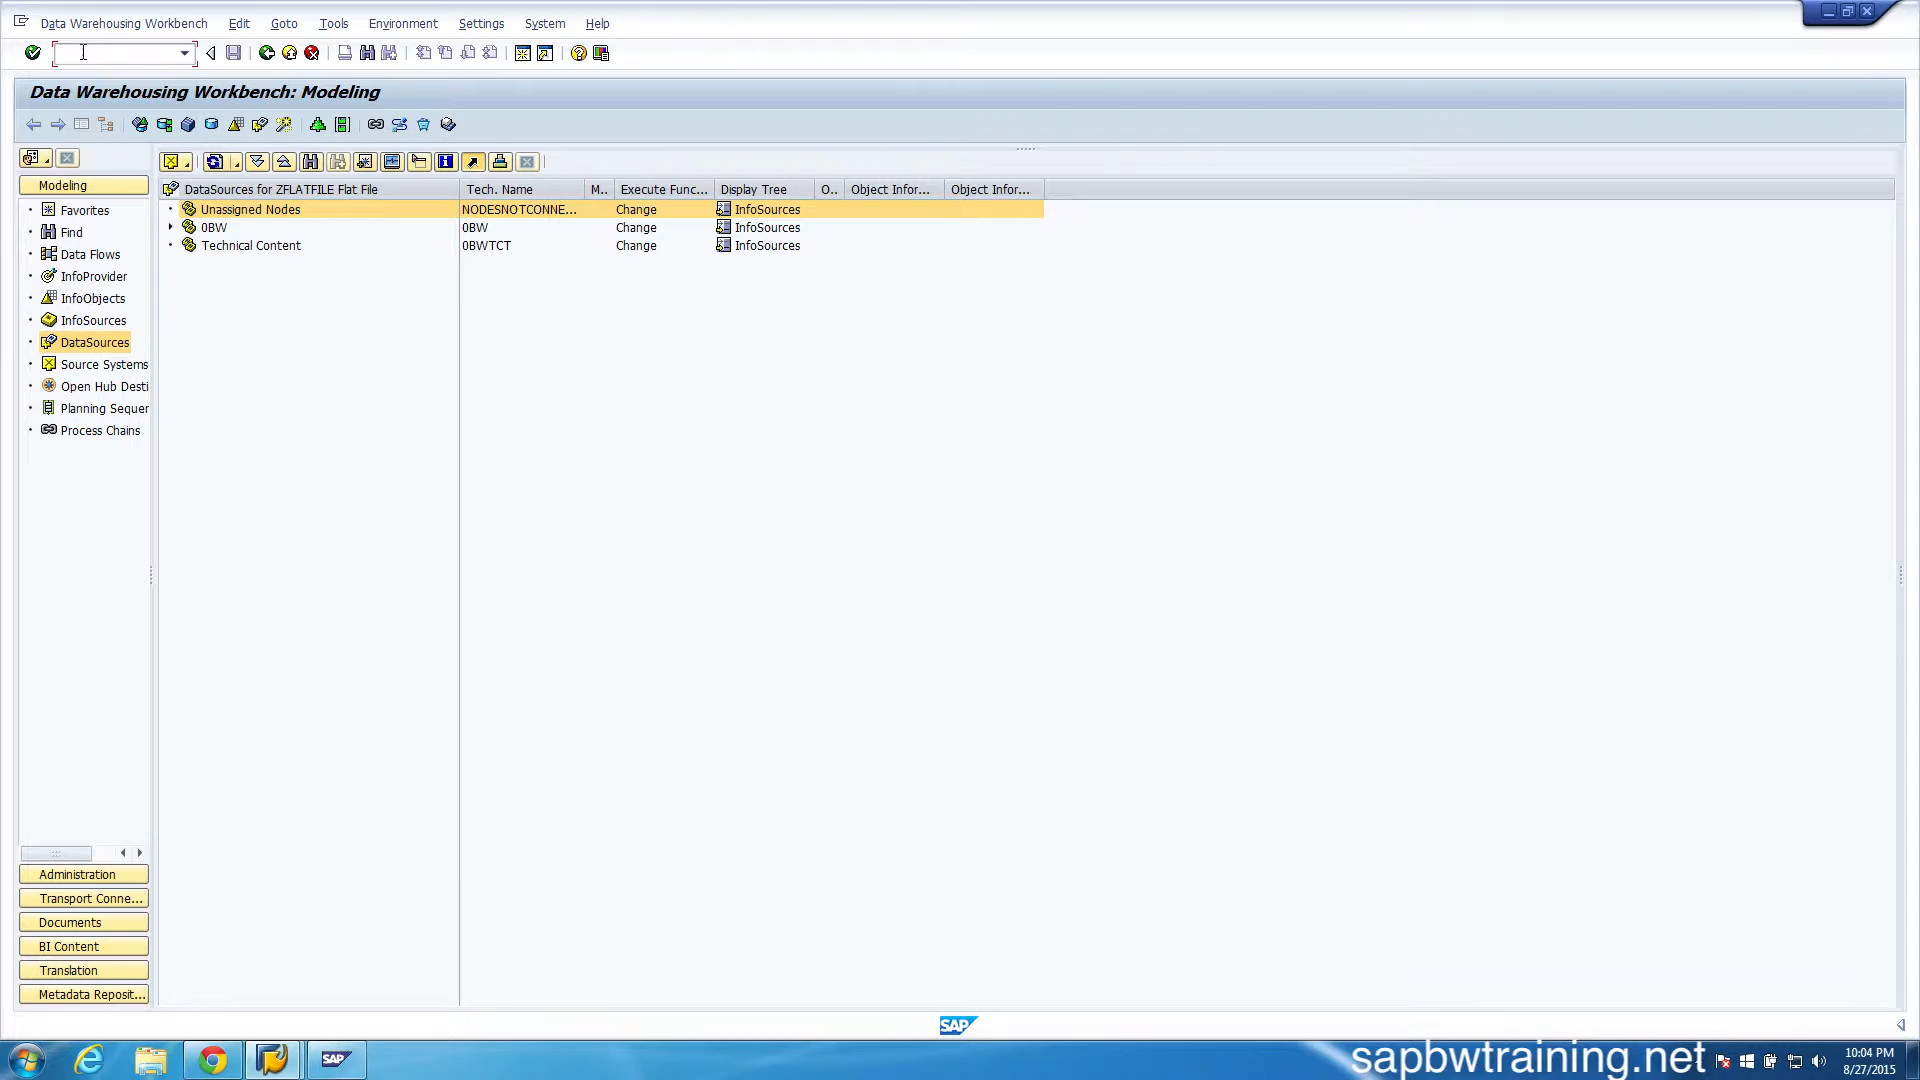 Data Warehousing Workbench Edit Goto Tools Environment Settings System Help
Data Warehousing Workbench: Modeling
Modeling
Favorites
Find
Data Flows
InfoProvider
InfoObjects
InfoSources
DataSources
Source Systems
Open Hub Desti
Planning Sequer
Process Chains
Administration
Transport Conne...
Documents
BI Content
Translation
Metadata Reposit...
DataSources for ZFLATFILE Flat File Tech. Name M.. Execute Func... Display Tree O.. Object Infor... Object Infor...
Unassigned Nodes NODESNOTCONNE... Change InfoSources
0BW 0BW Change InfoSources
Technical Content 0BWTCT Change InfoSources
SAP
SAP
sapbwtraining.net
10:04 PM
8/27/2015